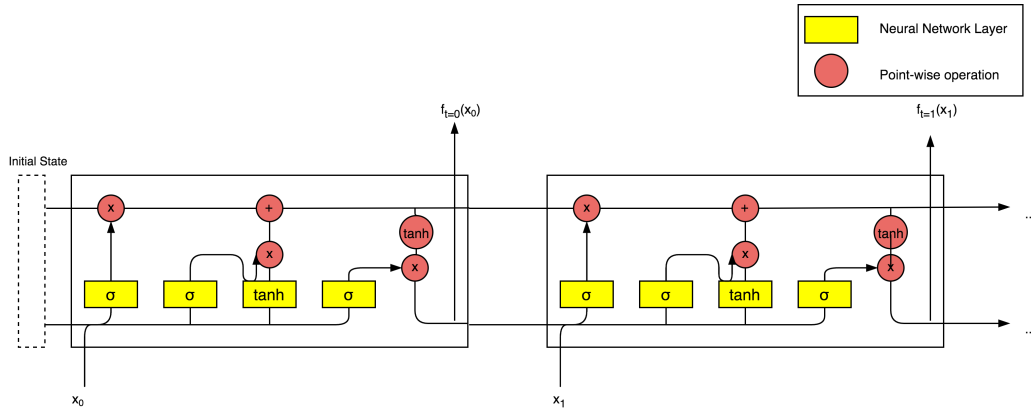 Neural Network Layer
Point-wise operation
f_{t=0}(x_0)
f_{t=1}(x_1)
Initial State
x
+
x
+
tanh
tanh
x
x
x
x
σ
σ
tanh
σ
σ
σ
tanh
σ
x_0
x_1
..
..